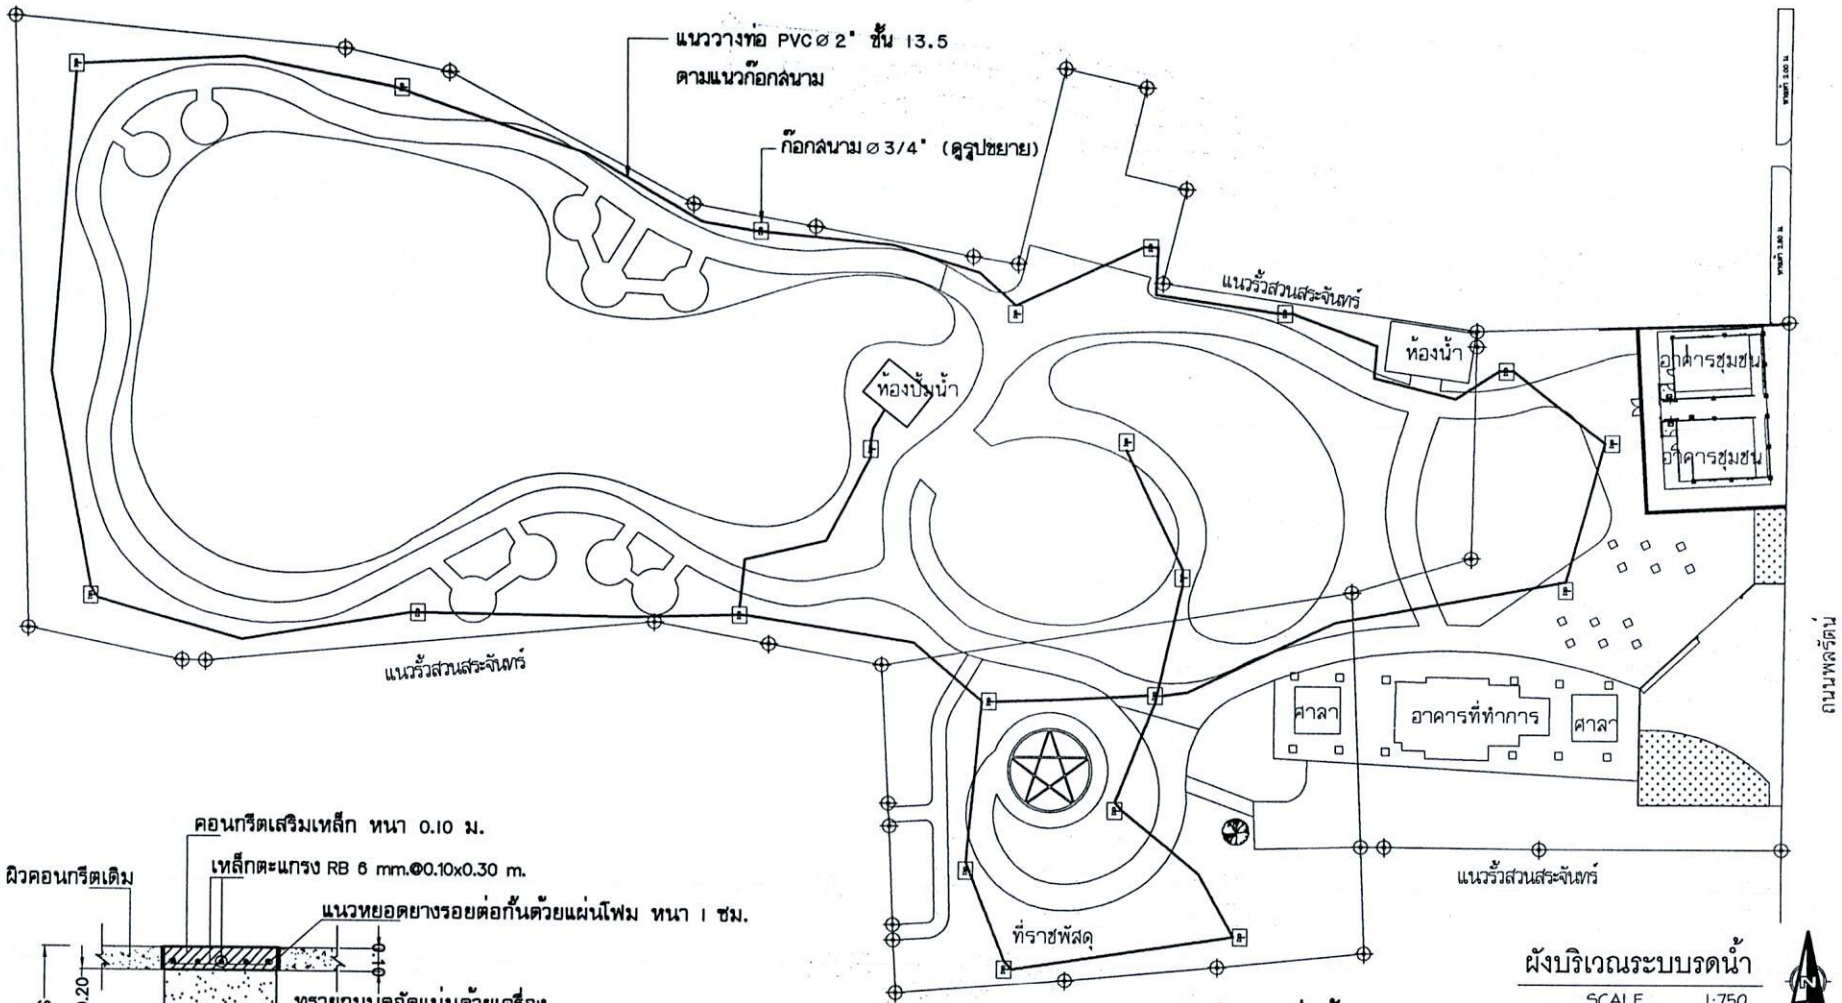 แนววางท่อ PVC Ø 2" ชั้น 13.5
ตามแนวก๊อกสนาม
ก๊อกสนาม Ø 3/4" (ดูรูปขยาย)
แนวรั้วสวนสระจันทร์
ห้องน้ำ
อาคารชุมชน
อาคารชุมชน
ห้องปั๊มน้ำ
แนวรั้วสวนสระจันทร์
ถนนพลรัตน์
ศาลา
อาคารที่ทำการ
ศาลา
แนวรั้วสวนสระจันทร์
ที่ราชพัสดุ
คอนกรีตเสริมเหล็ก หนา 0.10 ม.
ผิวคอนกรีตเดิม
เหล็กตะแกรง RB 6 mm.@0.10x0.30 m.
แนวหยอดยางรอยต่อกั้นด้วยแผ่นโฟม หนา 1 ซม.
0.10
0.20
ผังบริเวณระบบรดน้ำ
SCALE 1:750
N